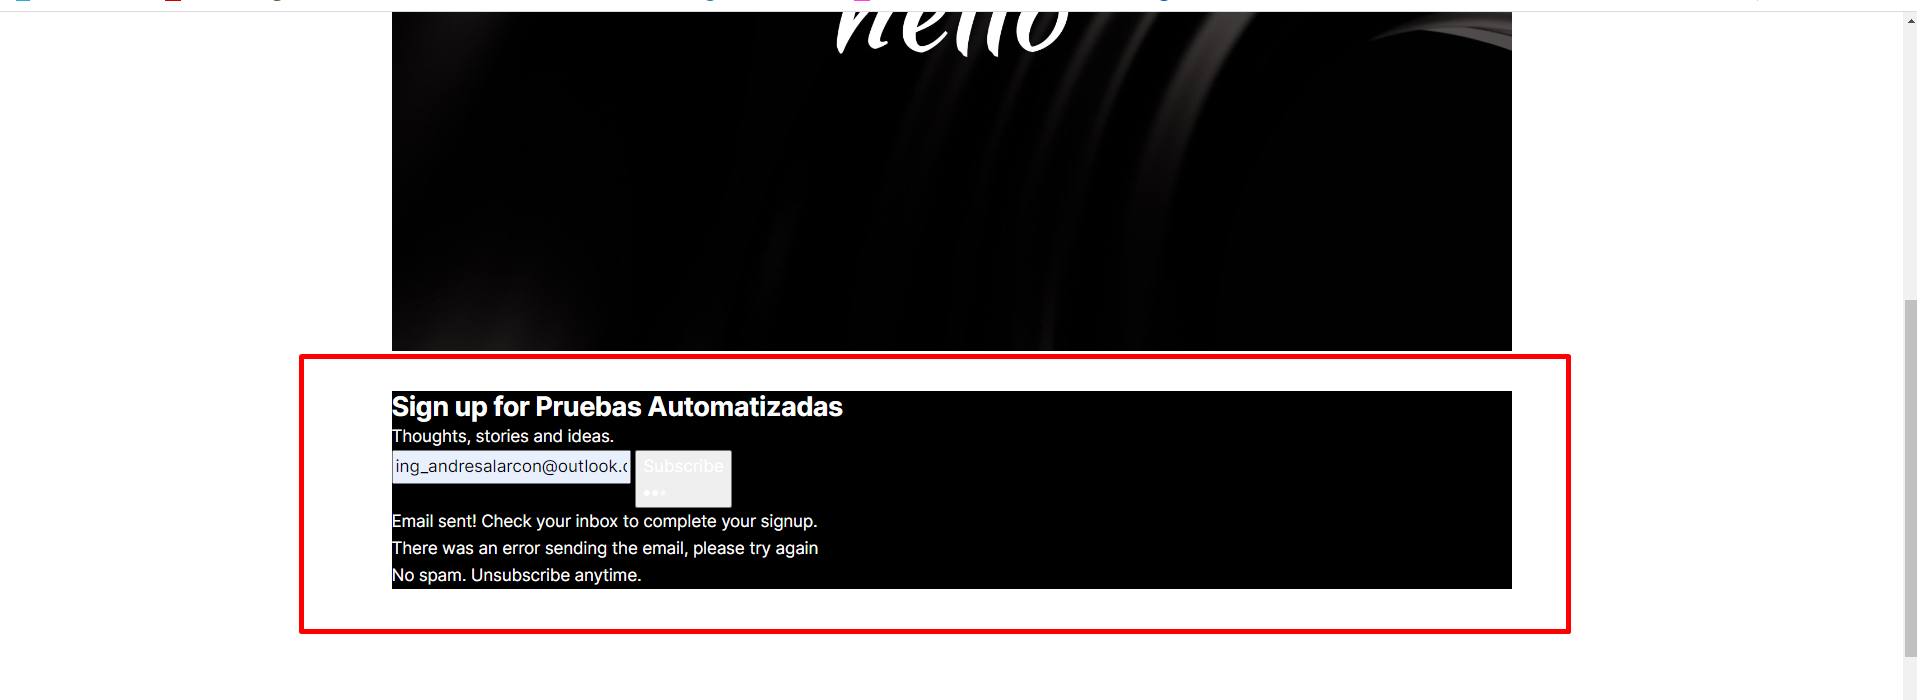 hello
Sign up for Pruebas Automatizadas
Thoughts, stories and ideas.
ing_andresalarcon@outlook.c
Subscribe
Email sent! Check your inbox to complete your signup.
There was an error sending the email, please try again
No spam. Unsubscribe anytime.